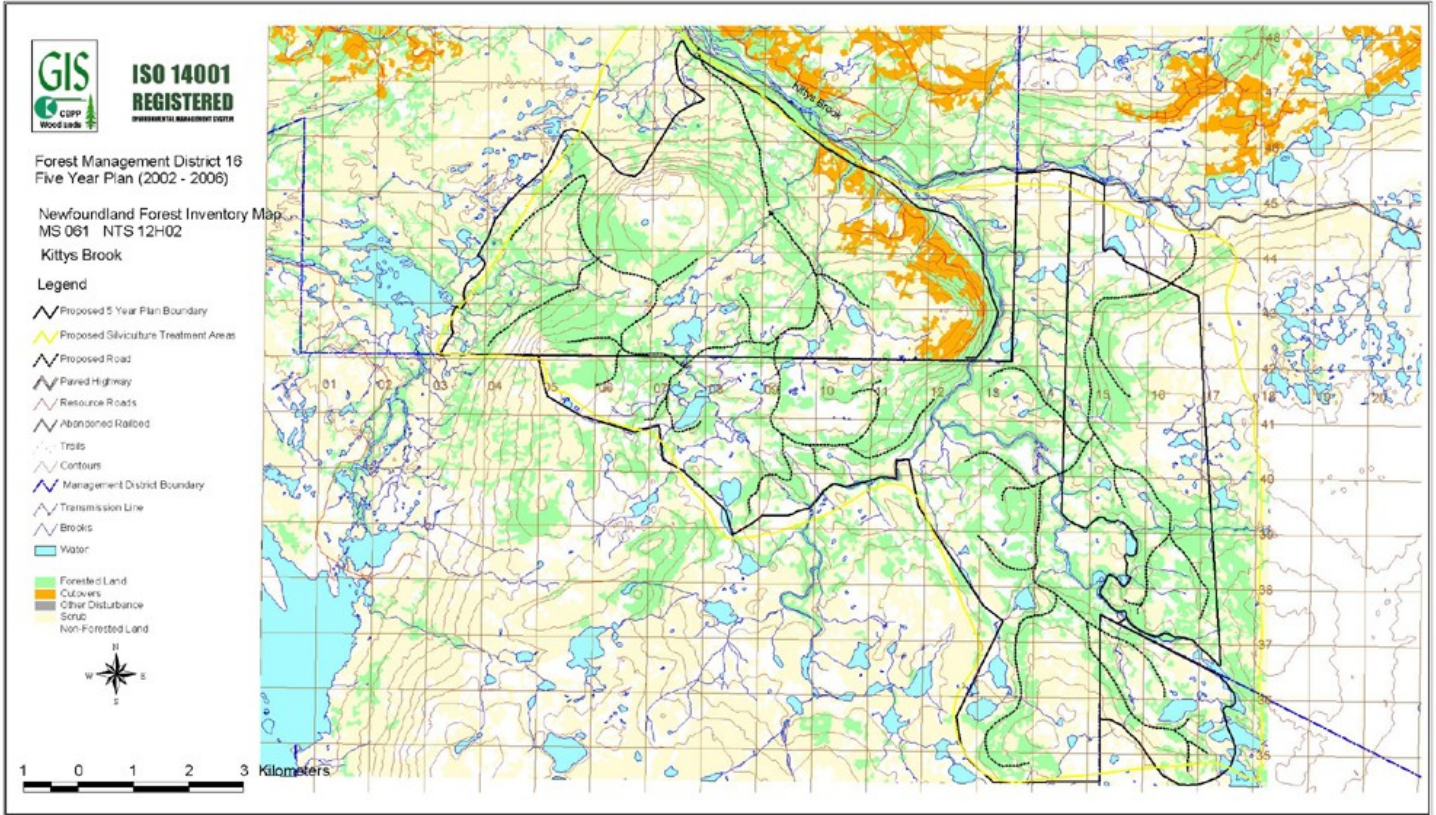 GIS
CBPP
Woodlands
ISO 14001
REGISTERED
ENVIRONMENTAL MANAGEMENT SYSTEM
Forest Management District 16
Five Year Plan (2002 - 2006)
Newfoundland Forest Inventory Map
MS 061 NTS 12H02
Kittys Brook
Legend
Proposed 5 Year Plan Boundary
Proposed Silviculture Treatment Areas
Proposed Road
Paved Highway
Resource Roads
Abandoned Railbed
Trails
Contours
Management District Boundary
Transmission Line
Brooks
Water
Forested Land
Cutovers
Other Disturbance
Scrub
Non-Forested Land
N
W E
S
1 0 1 2 3 Kilometers
Kittys Brook
48
47
46
45
44
43
42
01 02 03 04 05 06 07 08 09 10 11 12 13 14 15 16 17 18 19 20
41
40
39
38
37
36
35